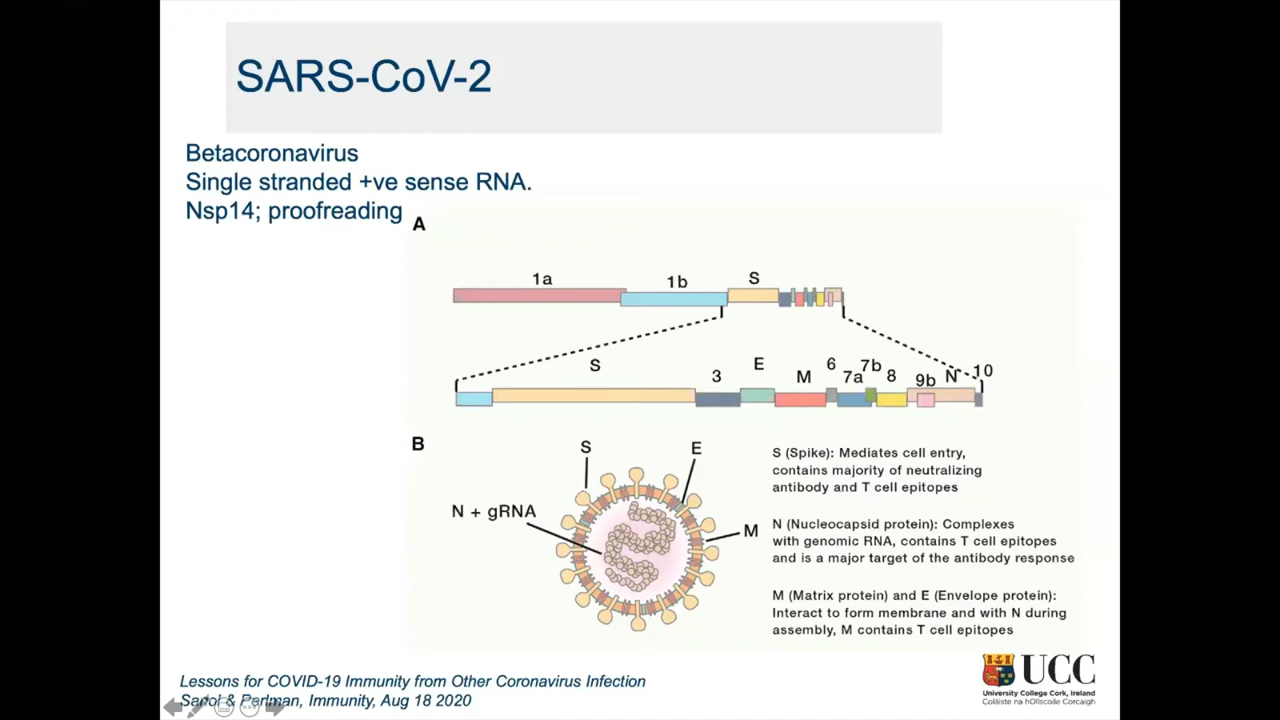 SARS-CoV-2
Betacoronavirus
Single stranded +ve sense RNA.
Nsp14; proofreading
A
1a
1b
S
S
3
E
M
6
7a
7b
8
9b
N
10
B
S
E
N + gRNA
M
S (Spike): Mediates cell entry,
contains majority of neutralizing
antibody and T cell epitopes
N (Nucleocapsid protein): Complexes
with genomic RNA, contains T cell epitopes
and is a major target of the antibody response
M (Matrix protein) and E (Envelope protein):
Interact to form membrane and with N during
assembly, M contains T cell epitopes
Lessons for COVID-19 Immunity from Other Coronavirus Infection
& Perlman, Immunity, Aug 18 2020
UCC
University College Cork, Ireland
Coláiste na hOllscoile Corcaigh